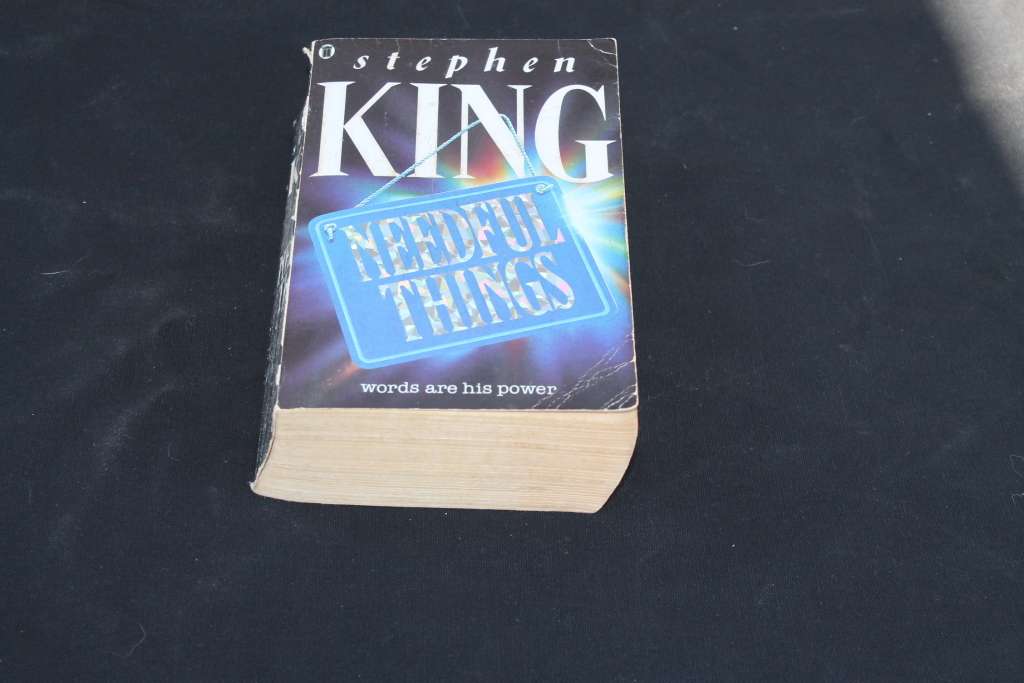 stephen
KING
NEEDFUL
THINGS
words are his power